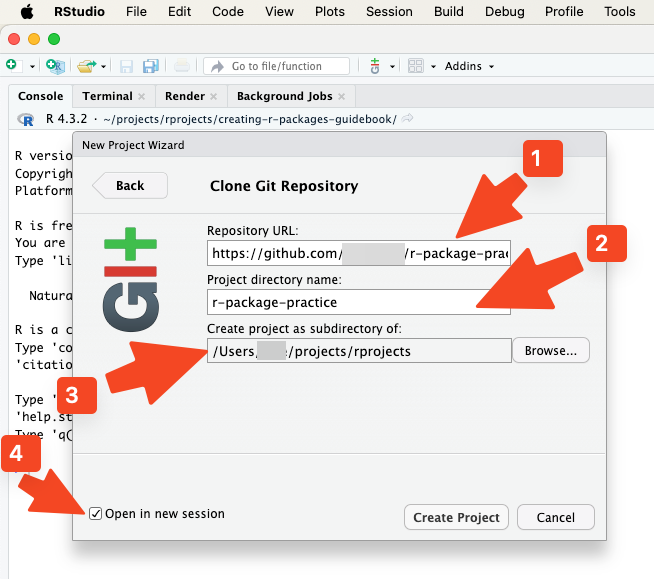 RStudio File Edit Code View Plots Session Build Debug Profile Tools
Go to file/function Addins
Console Terminal Render Background Jobs
R 4.3.2 · ~/projects/rprojects/creating-r-packages-guidebook/
New Project Wizard
R versio
Copyrigh
Platform
Back
Clone Git Repository
1
R is fre
You are
Type 'li
Natura
R is a c
Type 'co
'citatio
Type '
'help.st
Type 'q(
GIt
Repository URL:
https://github.com/ /r-package-prac
2
Project directory name:
r-package-practice
Create project as subdirectory of:
/Users/ /projects/rprojects
Browse...
3
4
Open in new session
Create Project
Cancel